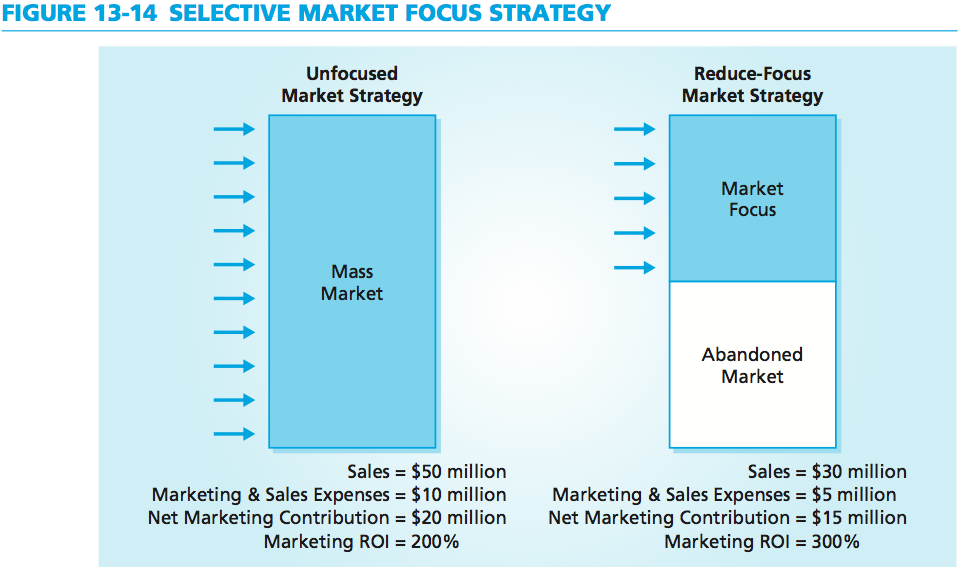 FIGURE 13-14 SELECTIVE MARKET FOCUS STRATEGY
Unfocused
Market Strategy
Mass
Market
Sales = $50 million
Marketing & Sales Expenses = $10 million
Net Marketing Contribution = $20 million
Marketing ROI = 200%
Reduce-Focus
Market Strategy
Market
Focus
Abandoned
Market
Sales = $30 million
Marketing & Sales Expenses = $5 million
Net Marketing Contribution = $15 million
Marketing ROI = 300%